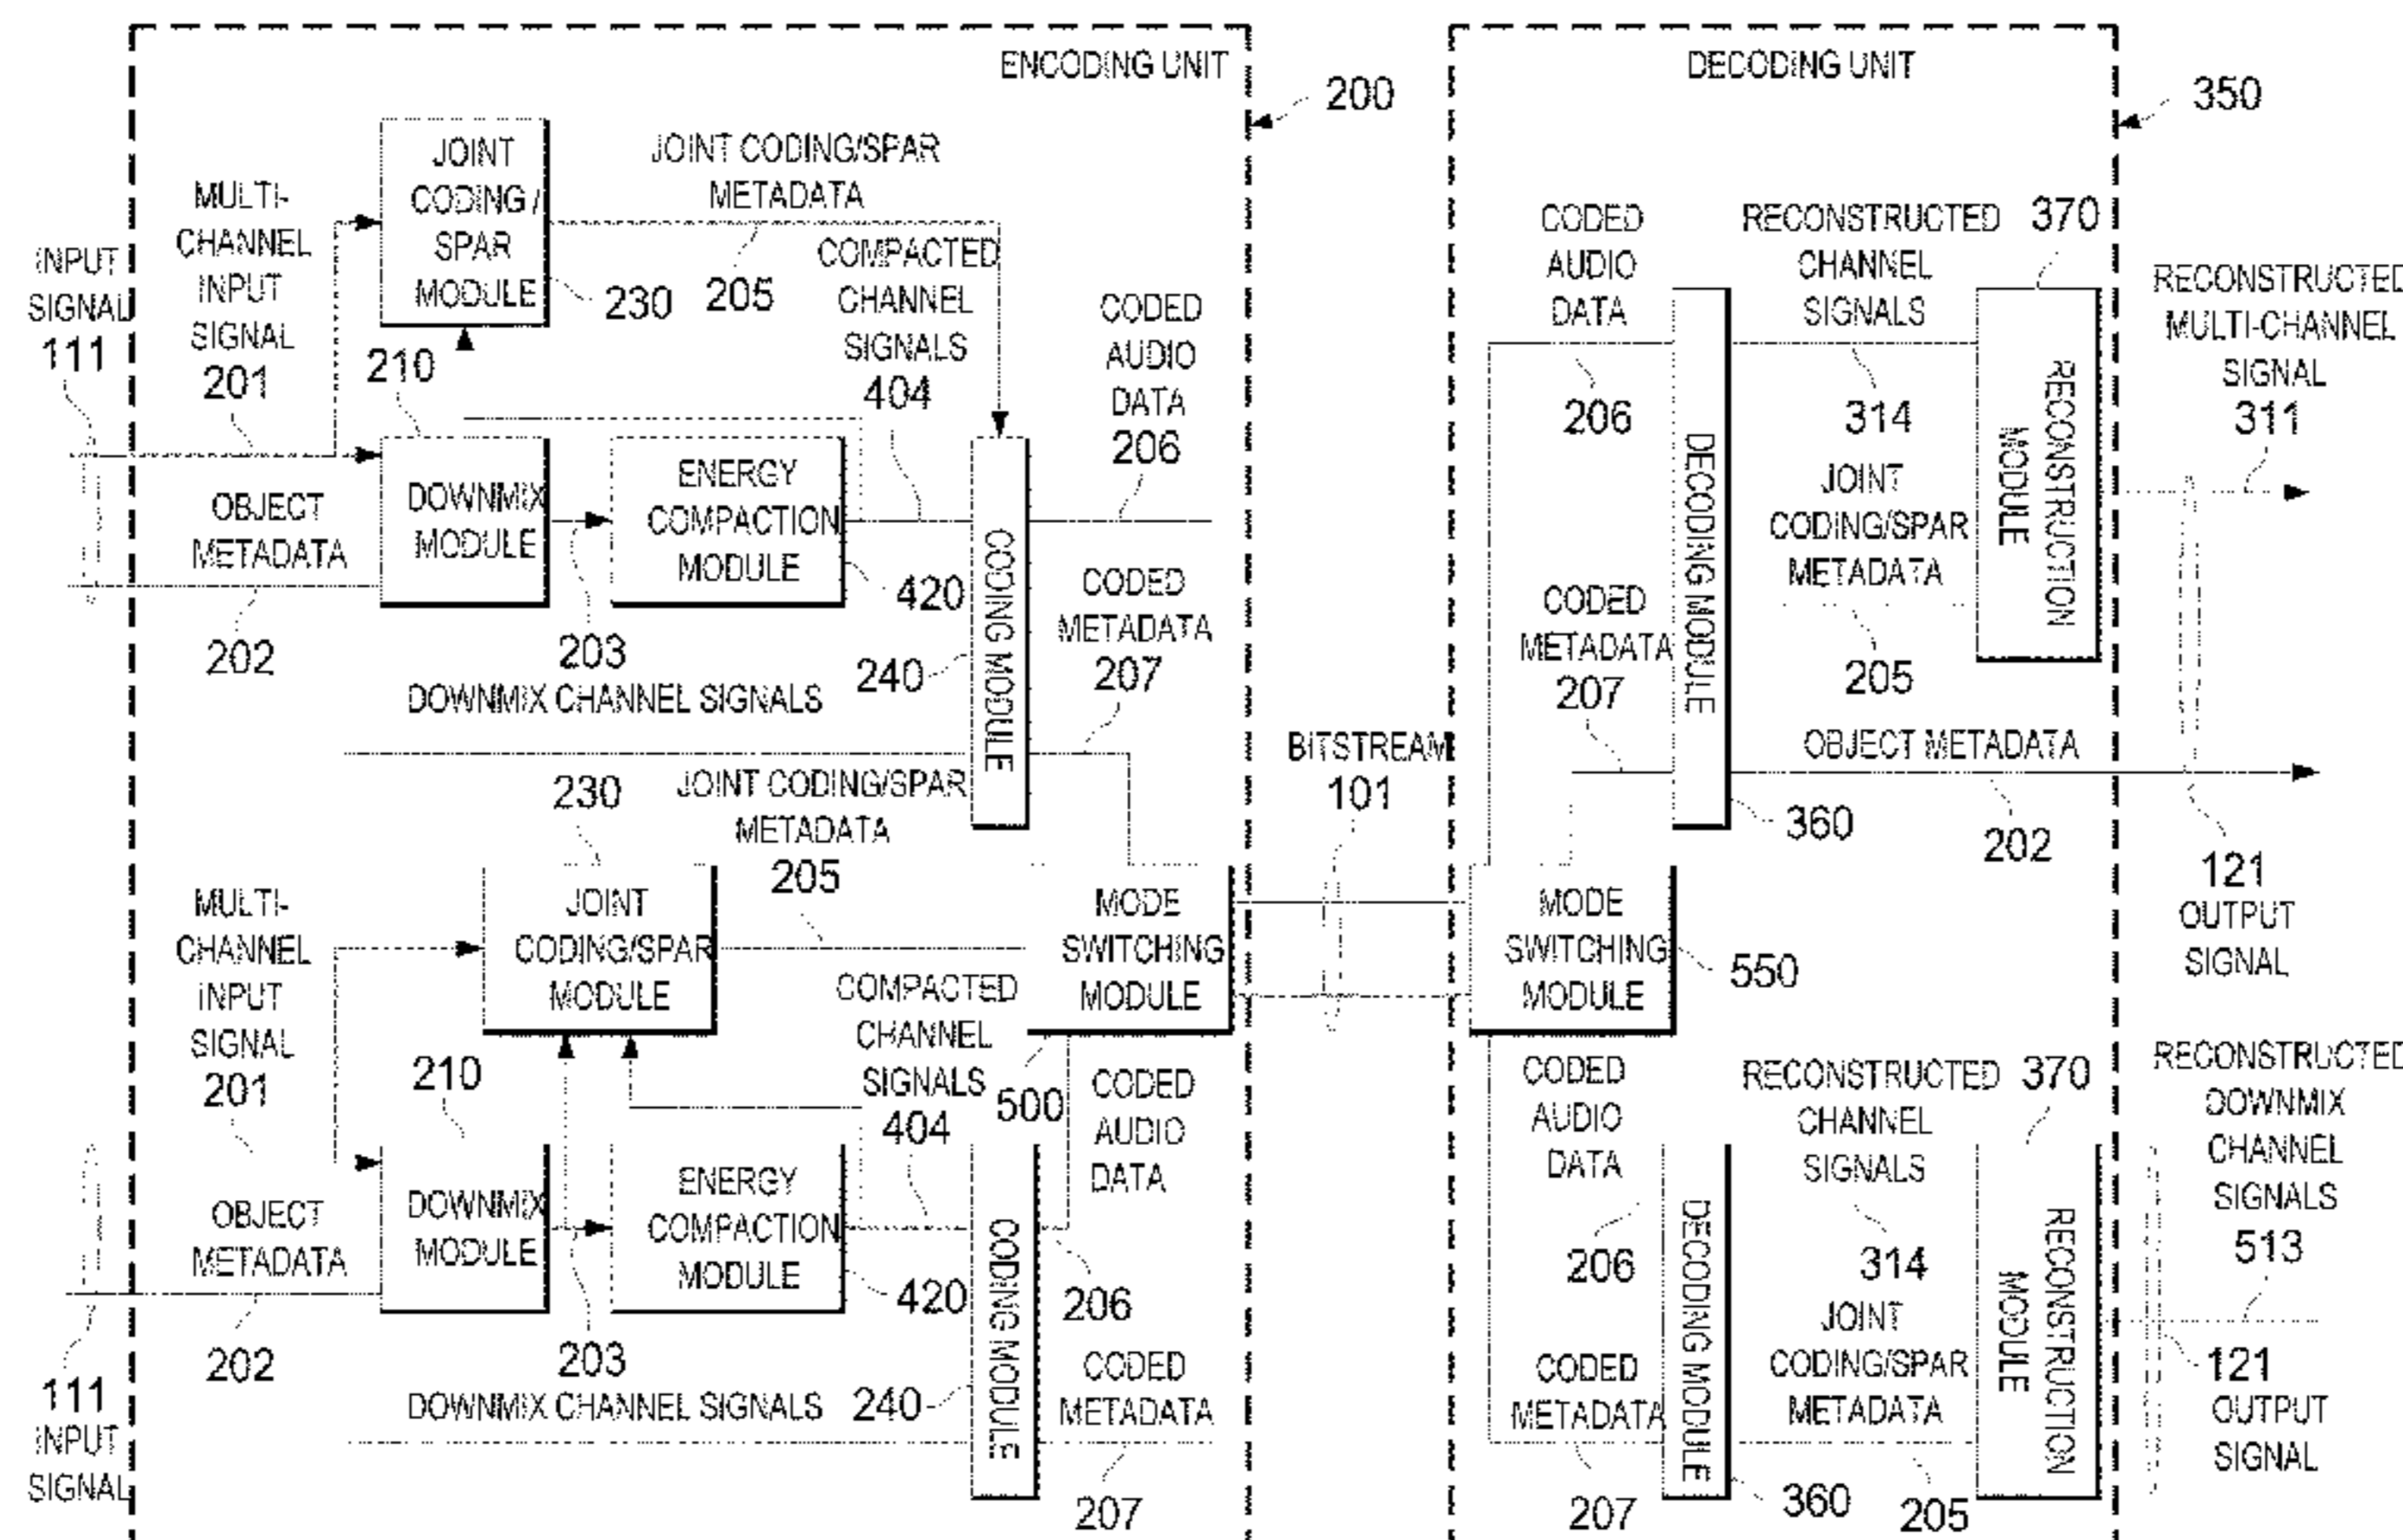 ENCODING UNIT
200
JOINT
CODING /
SPAR
MODULE
230
JOINT CODING/SPAR
METADATA
205
MULTI-
CHANNEL
INPUT
SIGNAL
201
INPUT
SIGNAL
111
COMPACTED
CHANNEL
SIGNALS
404
CODED
AUDIO
DATA
206
210
DOWNMIX
MODULE
ENERGY
COMPACTION
MODULE
420
OBJECT
METADATA
202
203
DOWNMIX CHANNEL SIGNALS
240
CODING MODULE
CODED
METADATA
207
230
JOINT CODING/SPAR
METADATA
205
MULTI-
CHANNEL
INPUT
SIGNAL
201
JOINT
CODING/SPAR
MODULE
MODE
SWITCHING
MODULE
500
COMPACTED
CHANNEL
SIGNALS
404
CODED
AUDIO
DATA
206
210
DOWNMIX
MODULE
ENERGY
COMPACTION
MODULE
420
OBJECT
METADATA
202
111
INPUT
SIGNAL
203
DOWNMIX CHANNEL SIGNALS
240
CODING MODULE
CODED
METADATA
207
BITSTREAM
101
DECODING UNIT
350
CODED
AUDIO
DATA
206
RECONSTRUCTED
CHANNEL
SIGNALS
314
370
RECONSTRUCTED
MULTI-CHANNEL
SIGNAL
311
DECODING MODULE
RECONSTRUCTION
MODULE
JOINT
CODING/SPAR
METADATA
205
CODED
METADATA
207
OBJECT METADATA
360
202
121
OUTPUT
SIGNAL
MODE
SWITCHING
MODULE
550
CODED
AUDIO
DATA
206
RECONSTRUCTED
CHANNEL
SIGNALS
314
370
RECONSTRUCTED
DOWNMIX
CHANNEL
SIGNALS
513
DECODING MODULE
RECONSTRUCTION
MODULE
JOINT
CODING/SPAR
METADATA
205
CODED
METADATA
207
360
121
OUTPUT
SIGNAL